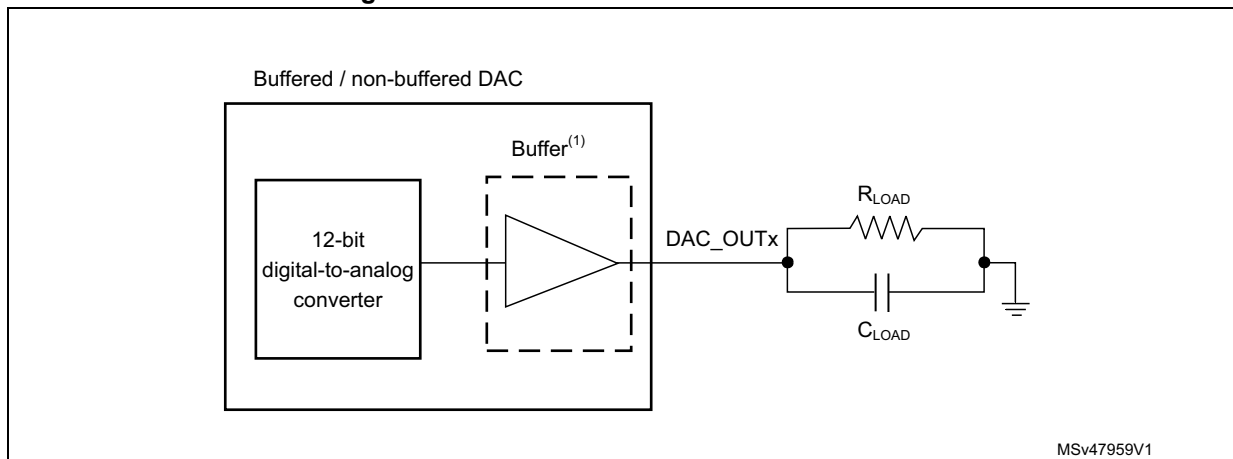 Buffered / non-buffered DAC
Buffer(1)
12-bit
digital-to-analog
converter
DAC_OUTx
RLOAD
CLOAD
MSv47959V1